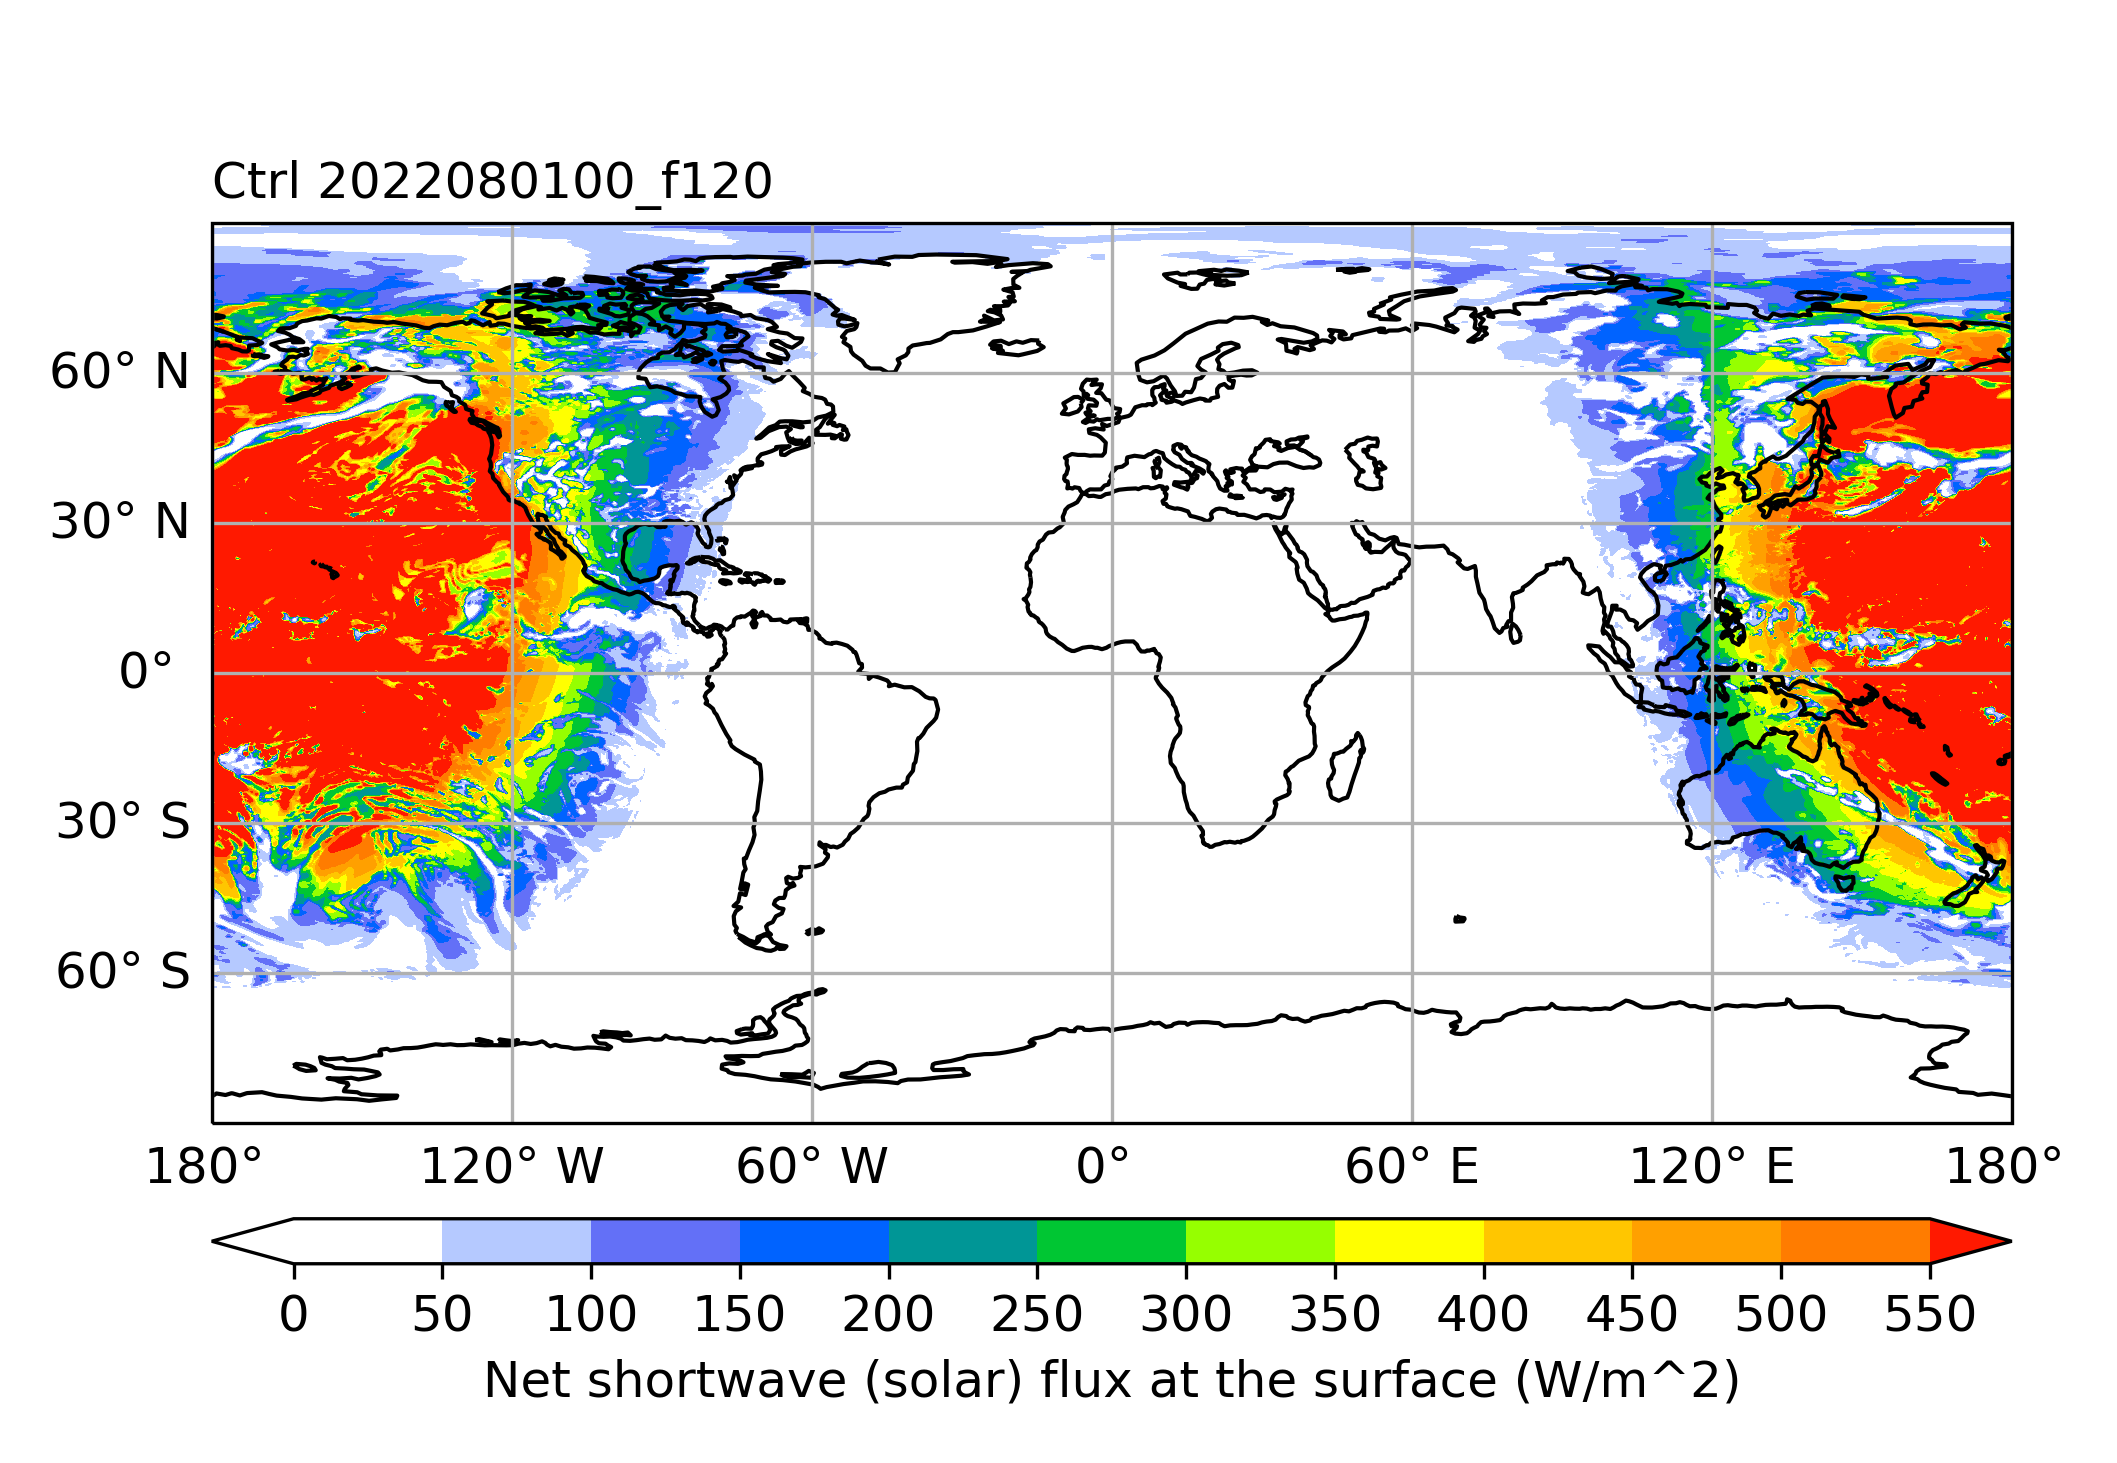 Ctrl 2022080100_f120
60° N
30° N
0°
30° S
60° S
180° 120° W 60° W 0° 60° E 120° E 180°
0 50 100 150 200 250 300 350 400 450 500 550
Net shortwave (solar) flux at the surface (W/m^2)